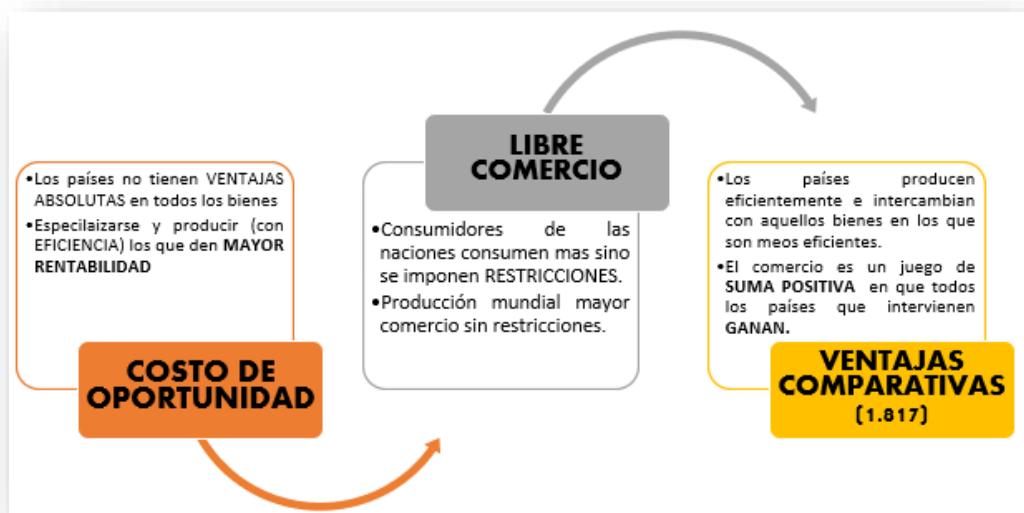 •Los países no tienen VENTAJAS
ABSOLUTAS en todos los bienes
•Especilaizarse y producir (con
EFICIENCIA) los que den MAYOR
RENTABILIDAD
COSTO DE
OPORTUNIDAD
LIBRE
COMERCIO
•Consumidores de las
naciones consumen mas sino
se imponen RESTRICCIONES.
•Producción mundial mayor
comercio sin restricciones.
•Los países producen
eficientemente e intercambian
con aquellos bienes en los que
son meos eficientes.
•El comercio es un juego de
SUMA POSITIVA en que todos
los países que intervienen
GANAN.
VENTAJAS
COMPARATIVAS
(1.817)